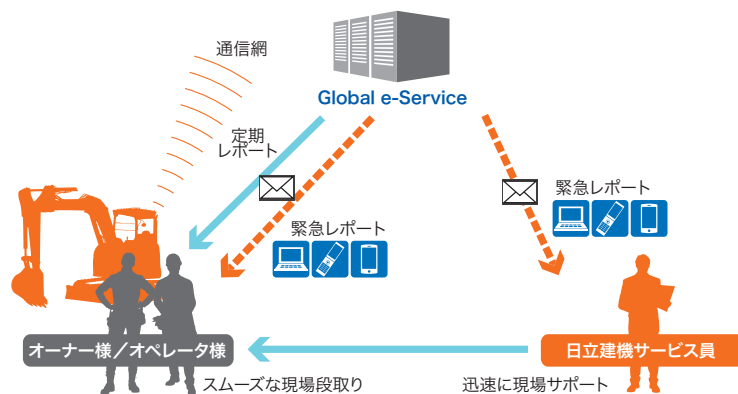 通信網
Global e-Service
定期
レポート
緊急レポート
緊急レポート
オーナー様／オペレータ様
日立建機サービス員
スムーズな現場段取り
迅速に現場サポート